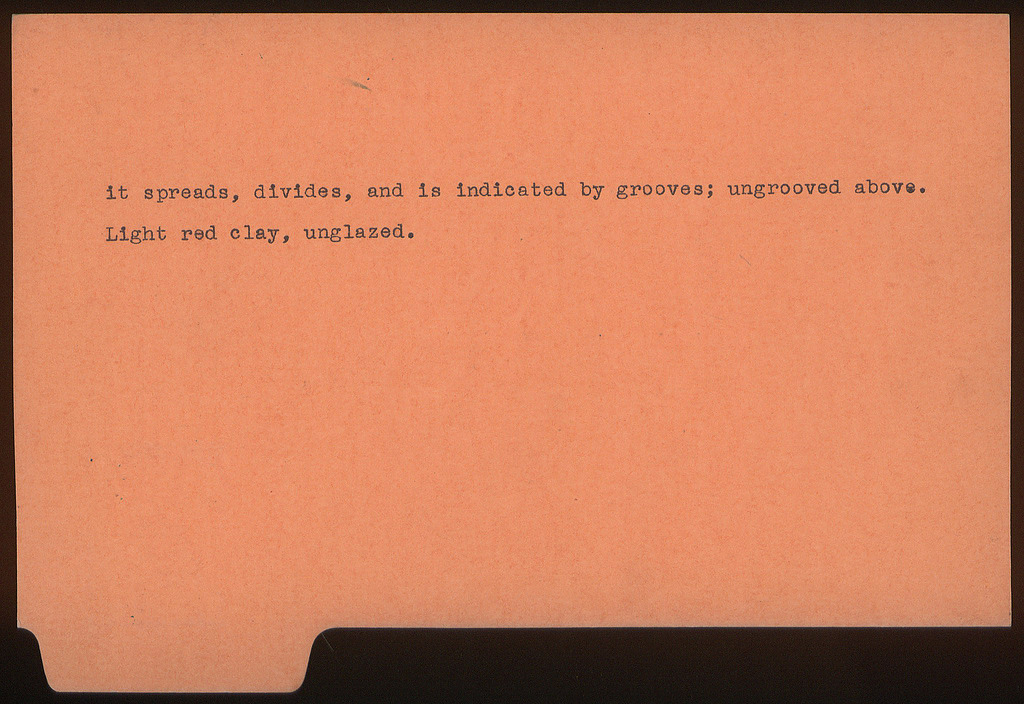 it spreads, divides, and is indicated by grooves; ungrooved above.
Light red clay, unglazed.